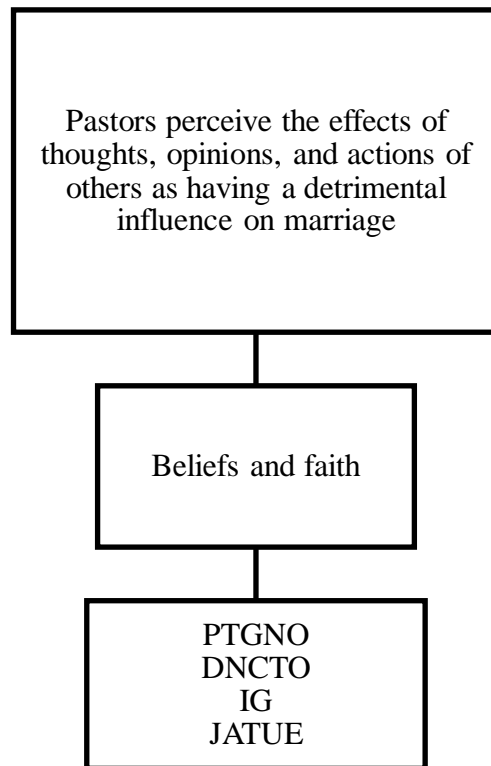 Pastors perceive the effects of
thoughts, opinions, and actions of
others as having a detrimental
influence on marriage
Beliefs and faith
PTGNO
DNCTO
IG
JATUE